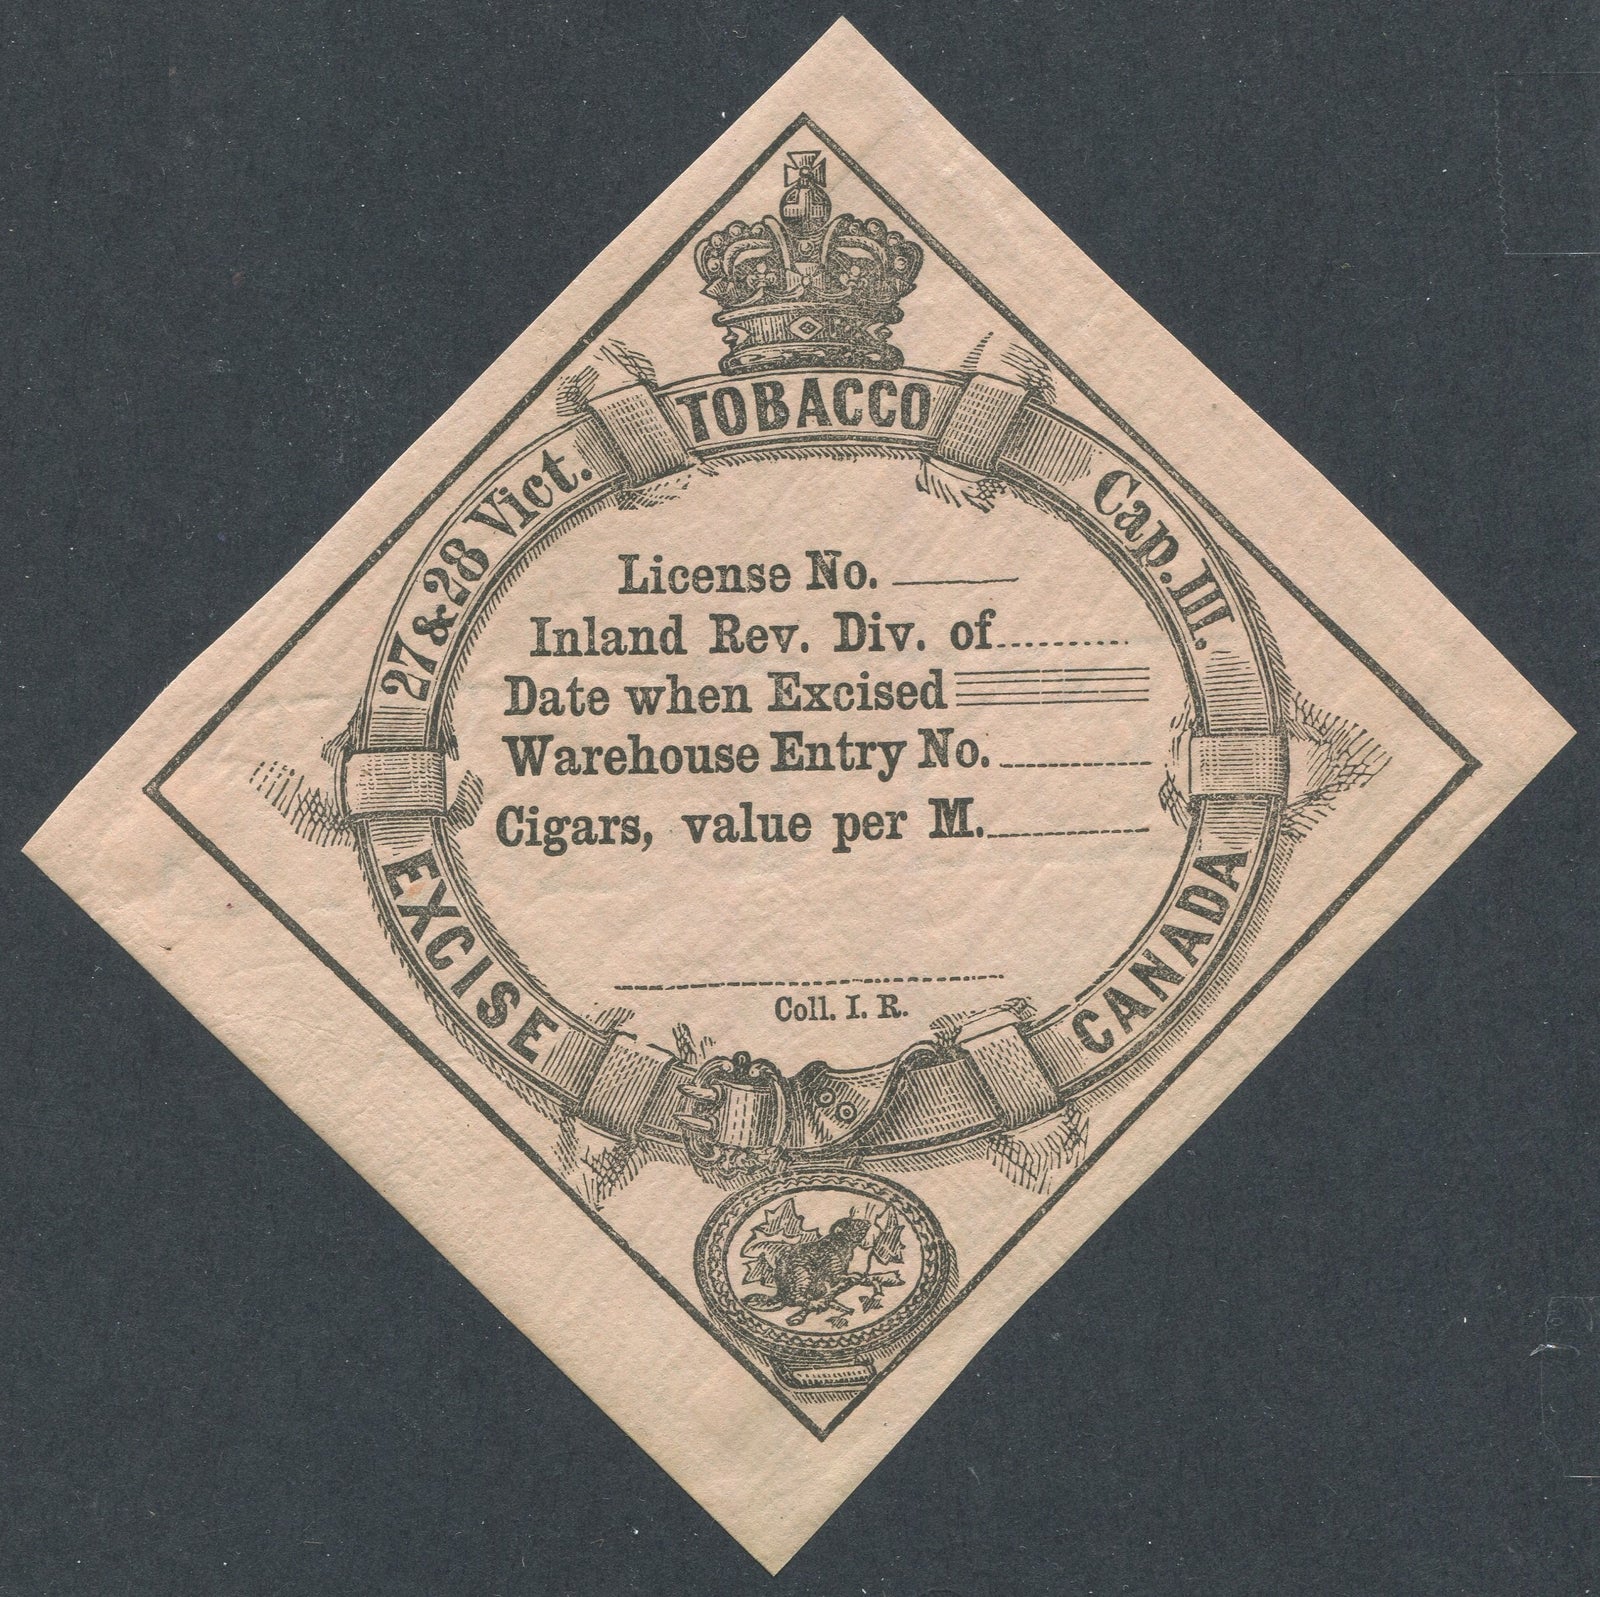 TOBACCO
27 & 28 Vict.
Cap. III.
License No.
Inland Rev. Div. of
Date when Excised
Warehouse Entry No.
Cigars, value per M.
Coll. I. R.
EXCISE
CANADA